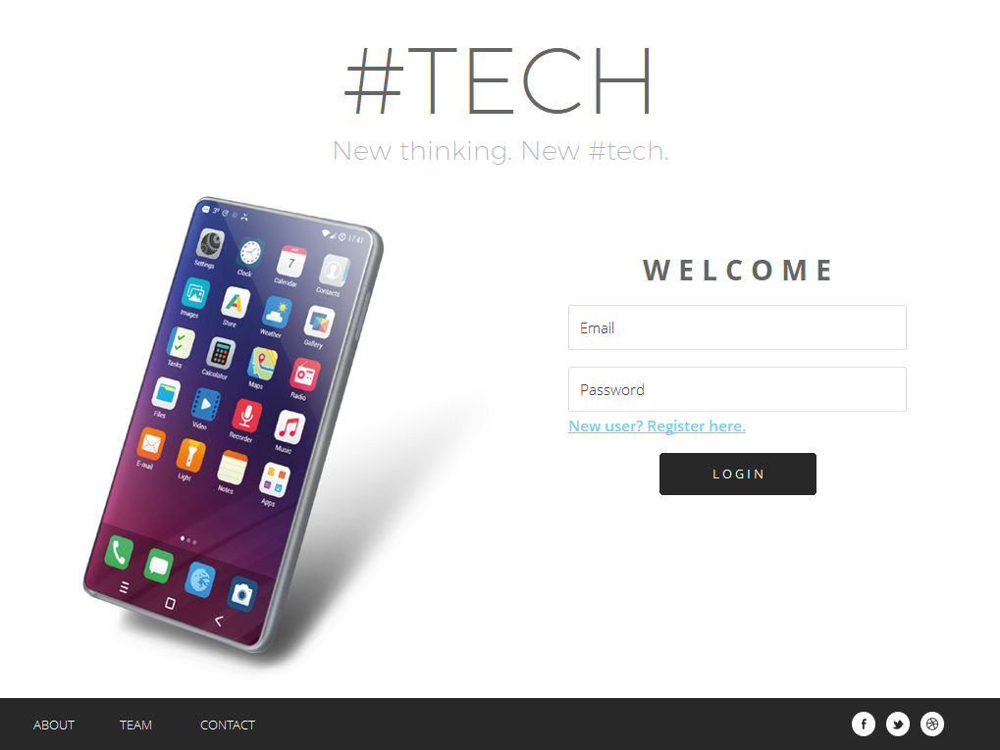 #TECH
New thinking. New #tech.
3G
17:41
Settings
Clock
7
Calendar
Contacts
Images
Store
Weather
Gallery
Tasks
Calculator
Maps
Radio
Files
Video
Recorder
Music
E-mail
Light
Notes
Apps
WELCOME
Email
Password
New user? Register here.
LOGIN
ABOUT TEAM CONTACT